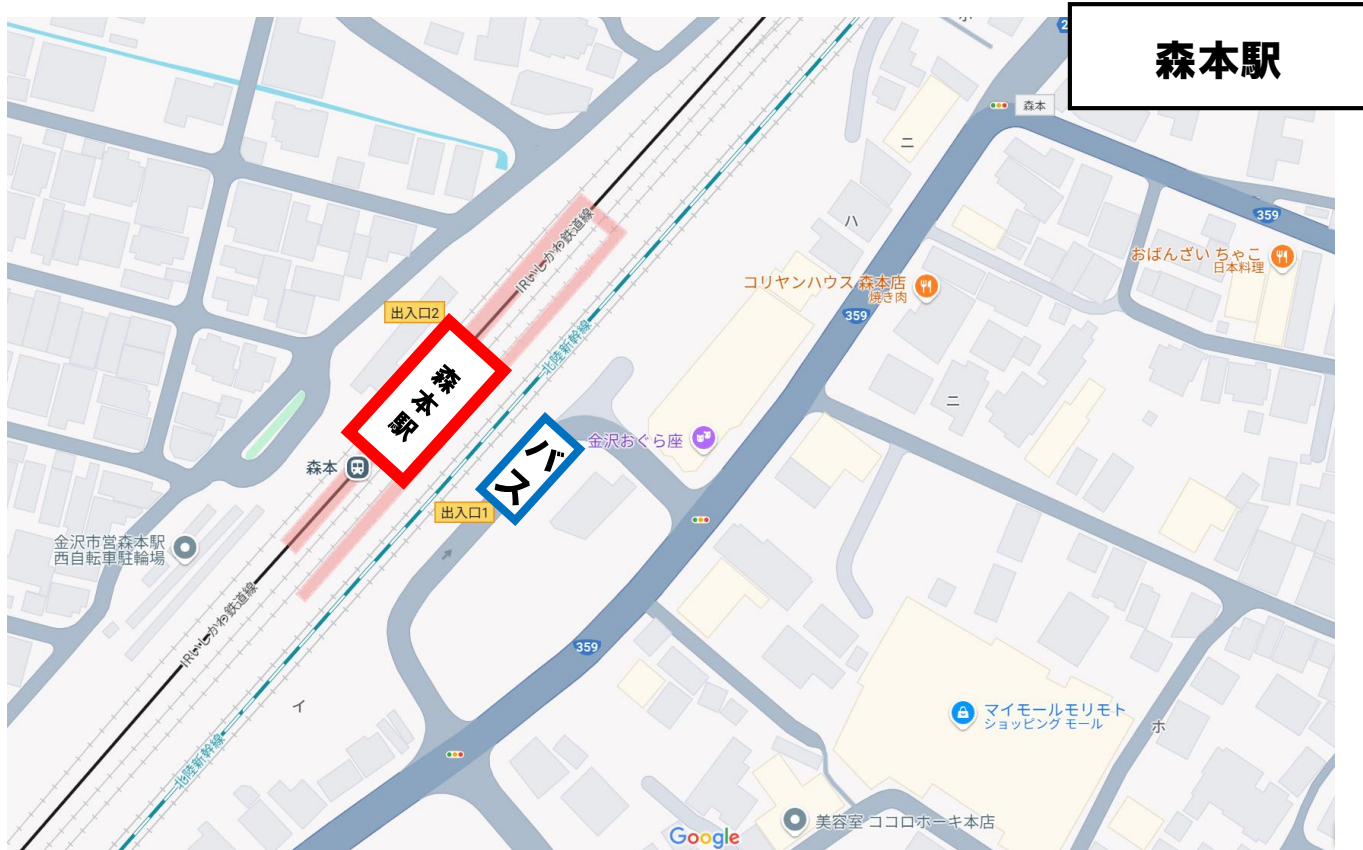 森本駅
森本
ニ
ハ
359
おばんざい ちゃこ
日本料理
IRいしかわ鉄道線
コリヤンハウス 森本店
焼き肉
359
出入口2
北陸新幹線
森本駅
ニ
バス
金沢おぐら座
森本
出入口1
金沢市営森本駅
西自転車駐輪場
IRいしかわ鉄道線
359
イ
マイモールモリモト
ショッピング モール
ホ
北陸新幹線
美容室 ココロホーキ本店
Google